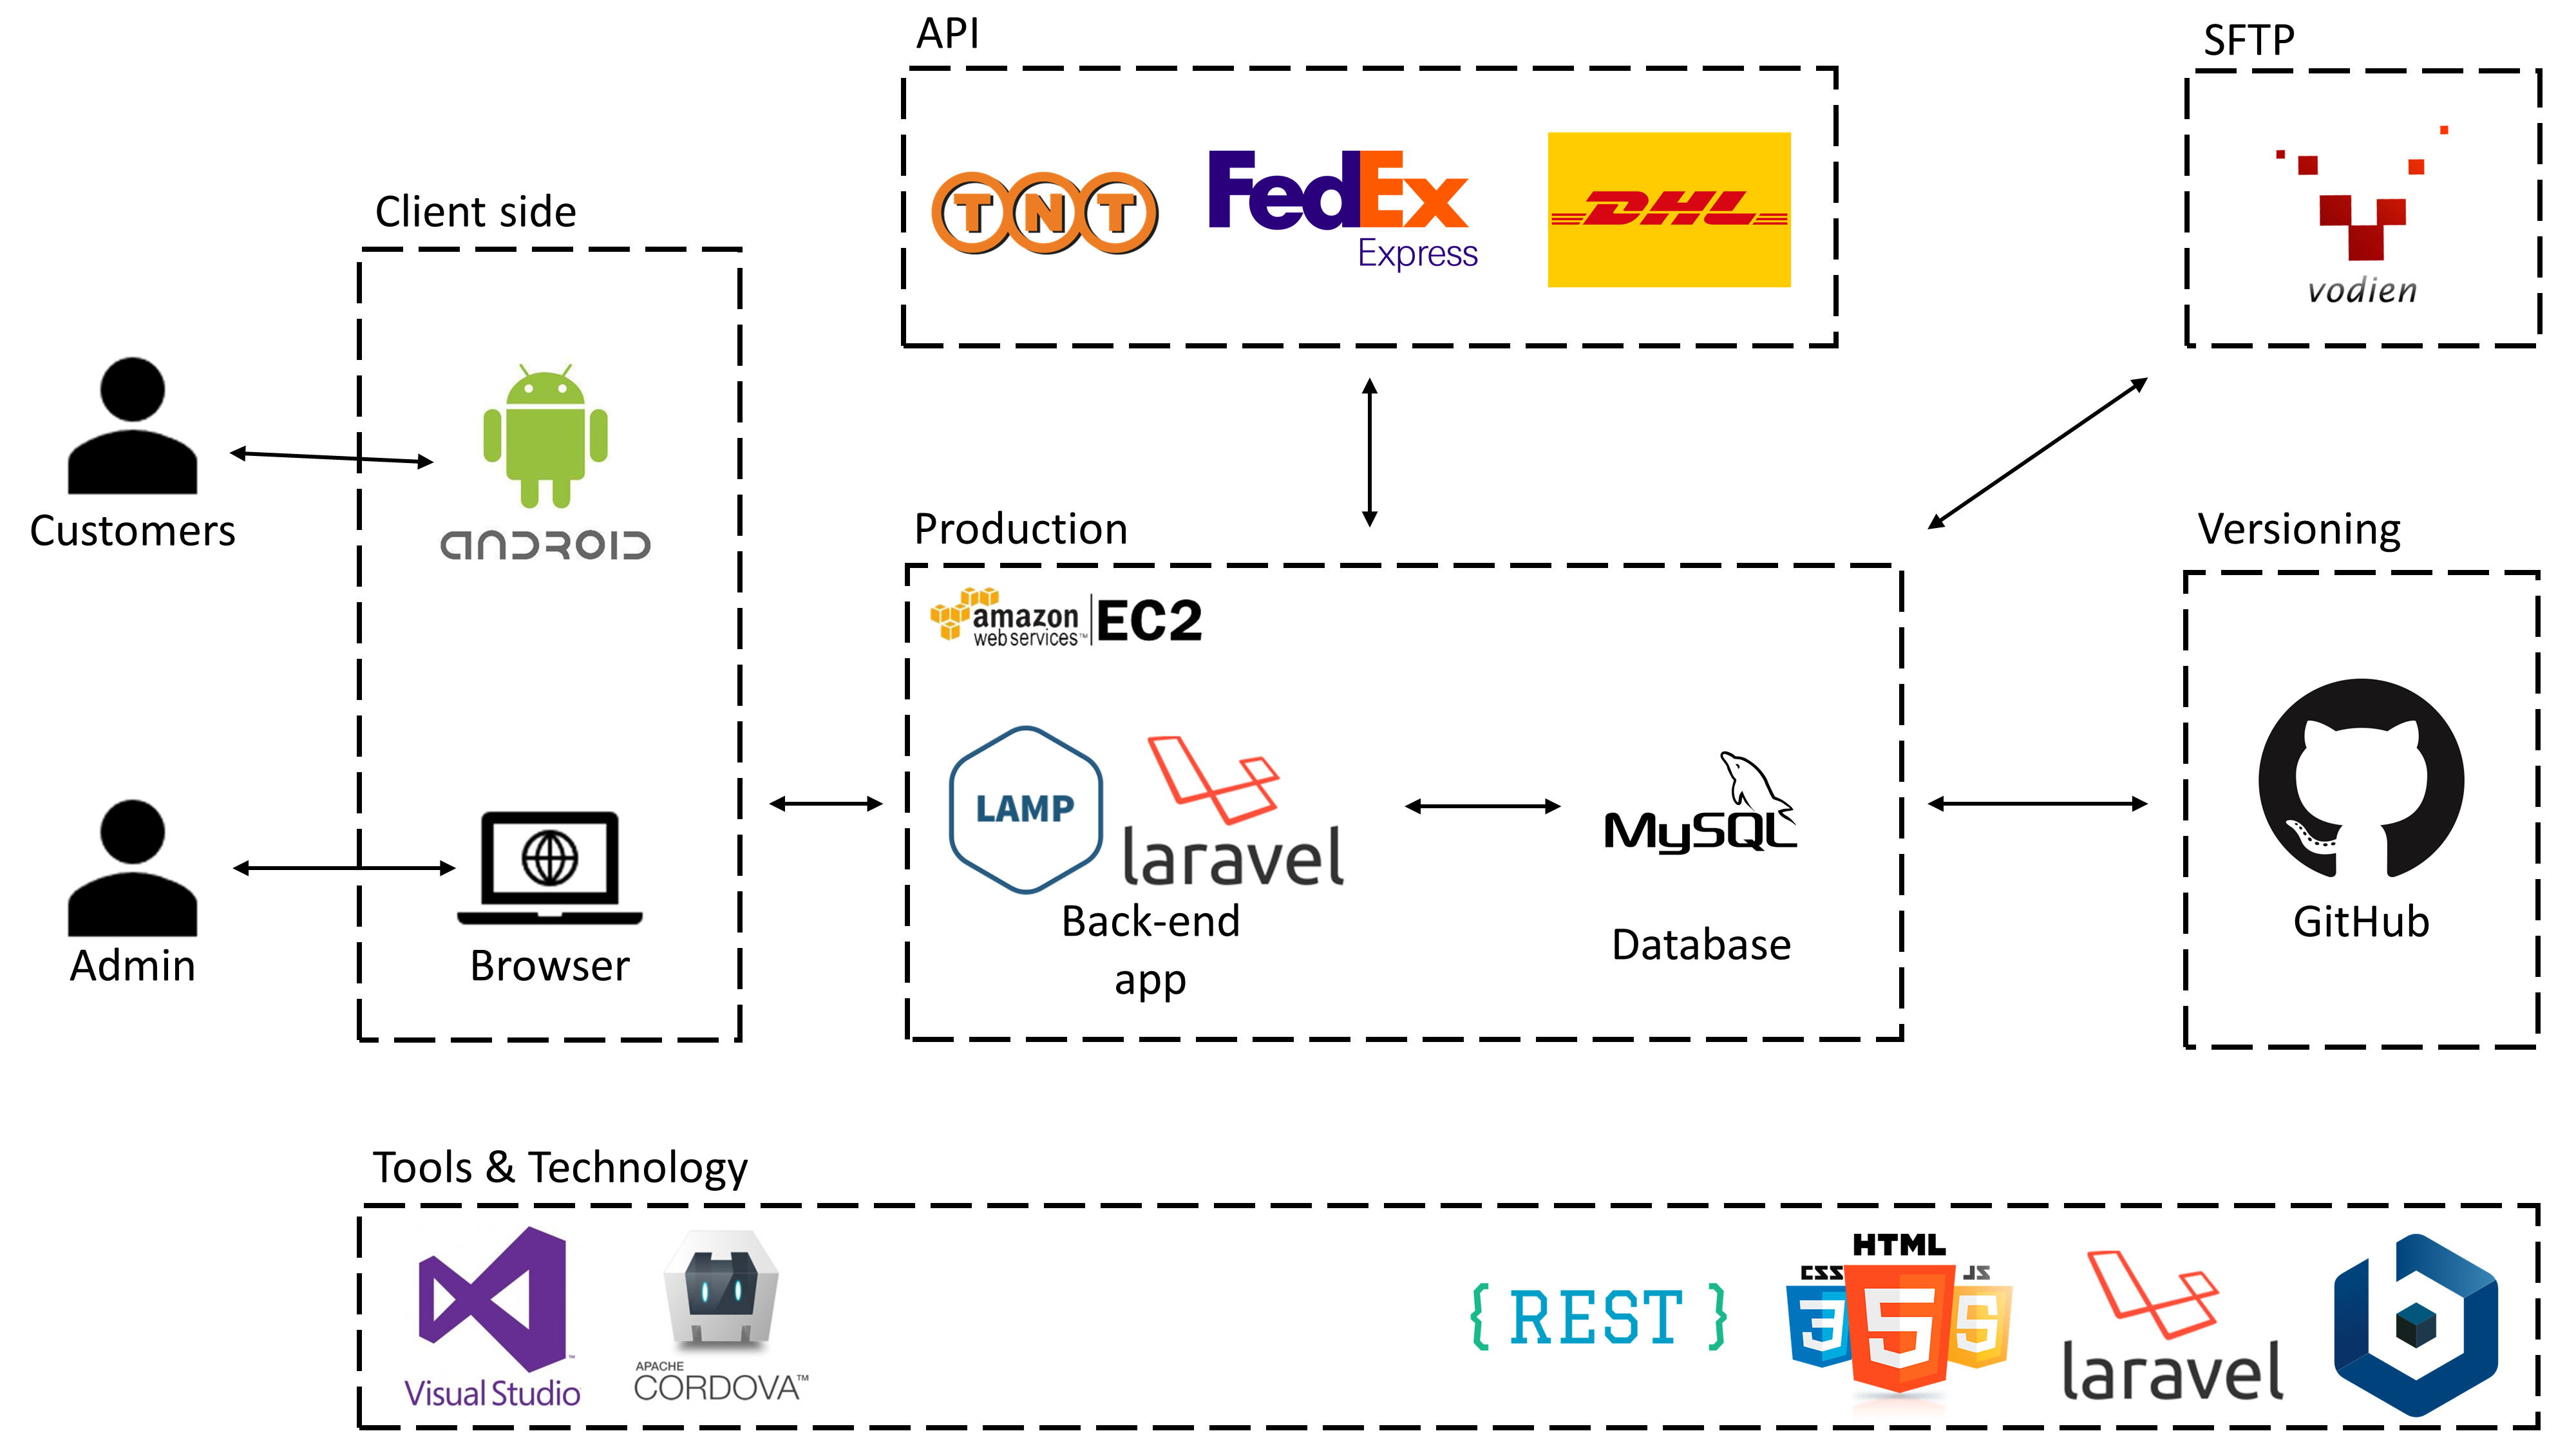 API
SFTP
TNT
FedEx
Express
DHL
vodien
Client side
ANDROID
Customers
Production
Versioning
amazon
web services™
EC2
LAMP
laravel
MySQL
Back-end
app
Database
GitHub
Admin
Browser
Tools & Technology
Visual Studio
APACHE
CORDOVA™
{ REST }
HTML
CSS
JS
3
5
5
laravel
b